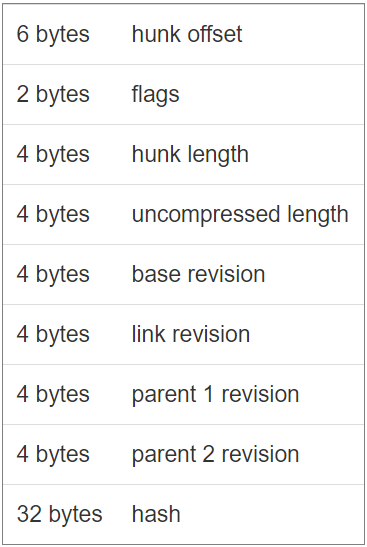 6 bytes hunk offset
2 bytes flags
4 bytes hunk length
4 bytes uncompressed length
4 bytes base revision
4 bytes link revision
4 bytes parent 1 revision
4 bytes parent 2 revision
32 bytes hash